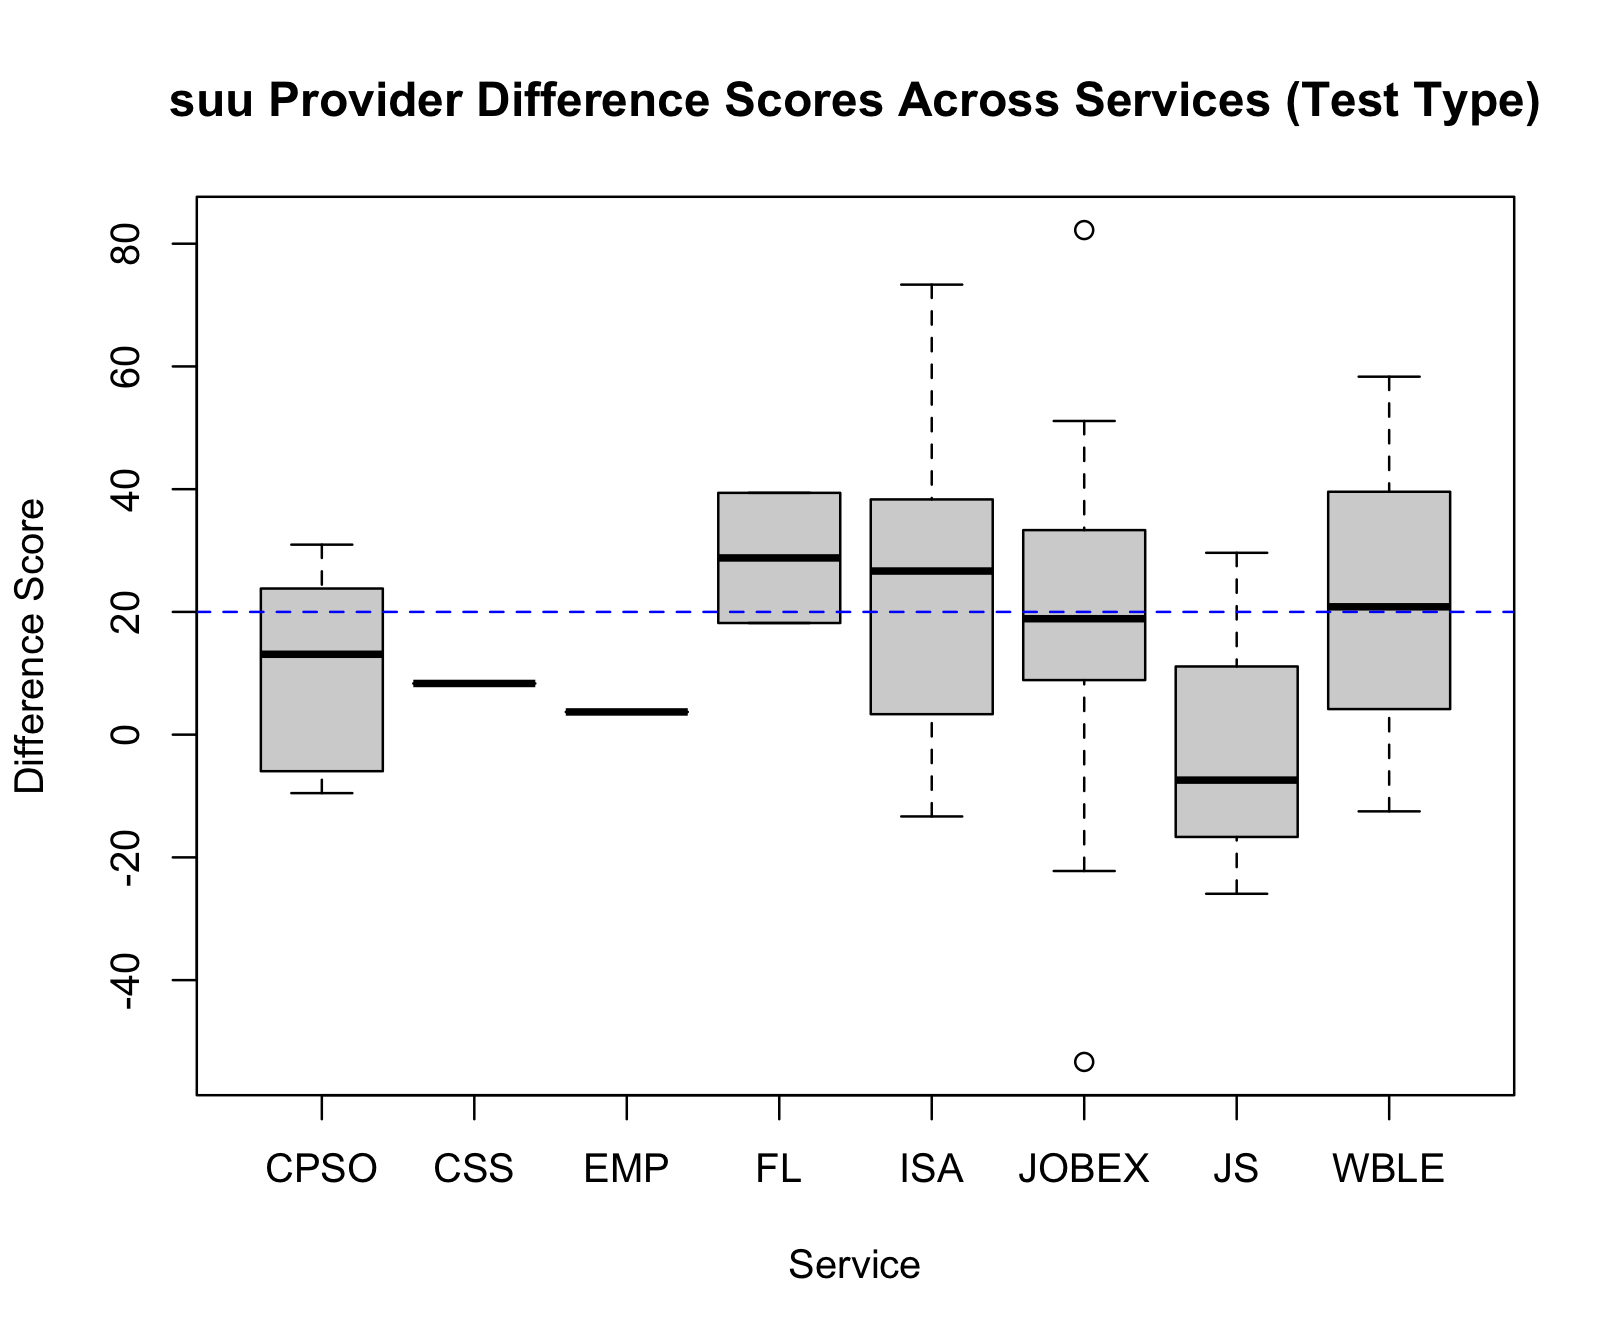 suu Provider Difference Scores Across Services (Test Type)
Difference Score
80
60
40
20
0
-20
-40
CPSO CSS EMP FL ISA JOBEX JS WBLE
Service